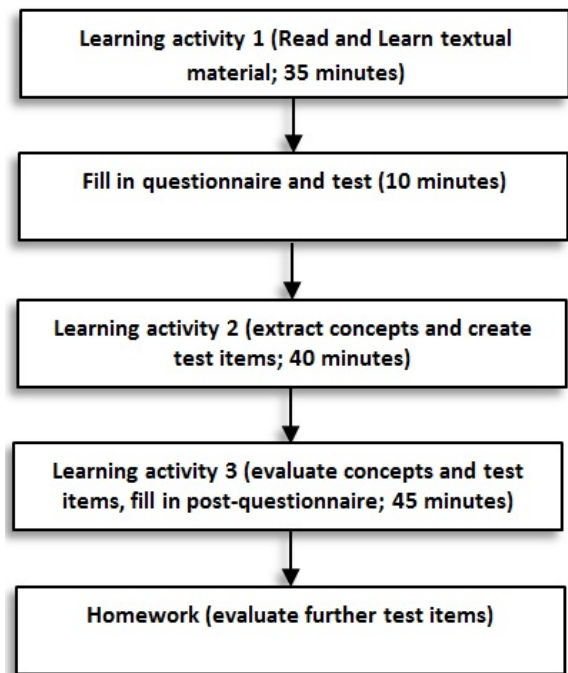 Learning activity 1 (Read and Learn textual
material; 35 minutes)
Fill in questionnaire and test (10 minutes)
Learning activity 2 (extract concepts and create
test items; 40 minutes)
Learning activity 3 (evaluate concepts and test
items, fill in post-questionnaire; 45 minutes)
Homework (evaluate further test items)